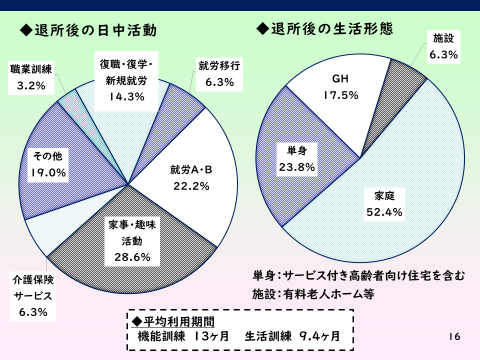 ◆退所後の日中活動
復職・復学・
新規就労
14.3%
就労移行
6.3%
就労A・B
22.2%
家事・趣味
活動
28.6%
介護保険
サービス
6.3%
その他
19.0%
職業訓練
3.2%
◆退所後の生活形態
施設
6.3%
家庭
52.4%
単身
23.8%
GH
17.5%
単身：サービス付き高齢者向け住宅を含む
施設：有料老人ホーム等
◆平均利用期間
機能訓練 13ヶ月 生活訓練 9.4ヶ月
16